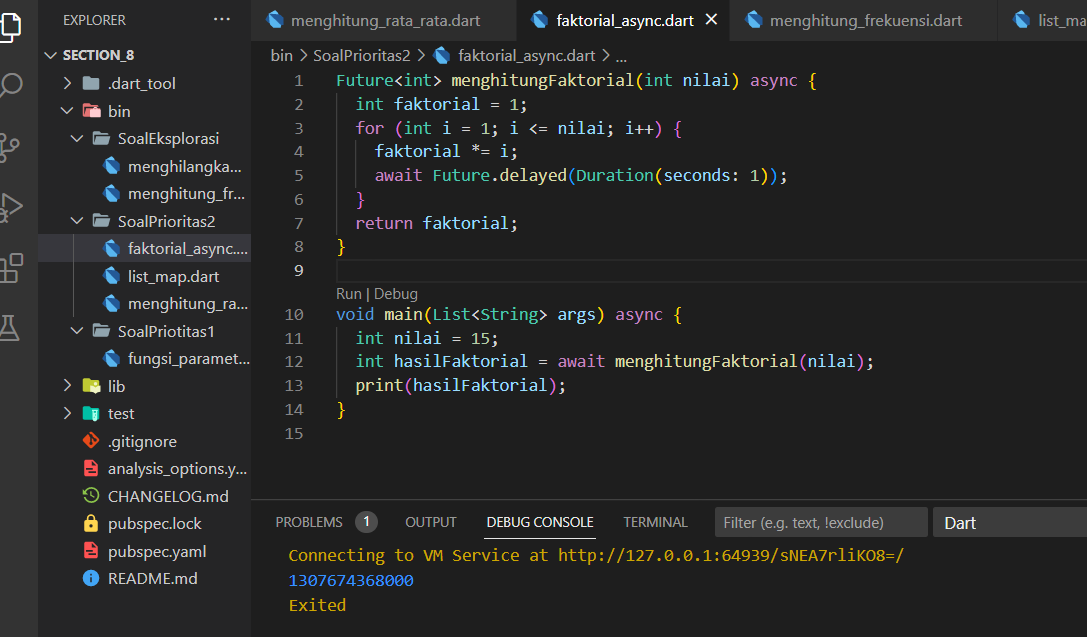 EXPLORER
...
SECTION_8
.dart_tool
bin
SoalEksplorasi
menghilangka...
menghitung_fr...
SoalPrioritas2
faktorial_async....
list_map.dart
menghitung_ra...
SoalPriotitas1
fungsi_paramet...
lib
test
.gitignore
analysis_options.y...
CHANGELOG.md
pubspec.lock
pubspec.yaml
README.md
menghitung_rata_rata.dart
faktorial_async.dart
menghitung_frekuensi.dart
list_ma
bin > SoalPrioritas2 > faktorial_async.dart > ...
1 Future<int> menghitungFaktorial(int nilai) async {
2 int faktorial = 1;
3 for (int i = 1; i <= nilai; i++) {
4 faktorial *= i;
5 await Future.delayed(Duration(seconds: 1));
6 }
7 return faktorial;
8 }
9
Run | Debug
10 void main(List<String> args) async {
11 int nilai = 15;
12 int hasilFaktorial = await menghitungFaktorial(nilai);
13 print(hasilFaktorial);
14 }
15
PROBLEMS 1 OUTPUT DEBUG CONSOLE TERMINAL Filter (e.g. text, !exclude) Dart
Connecting to VM Service at http://127.0.0.1:64939/sNEA7rliKO8=/
1307674368000
Exited